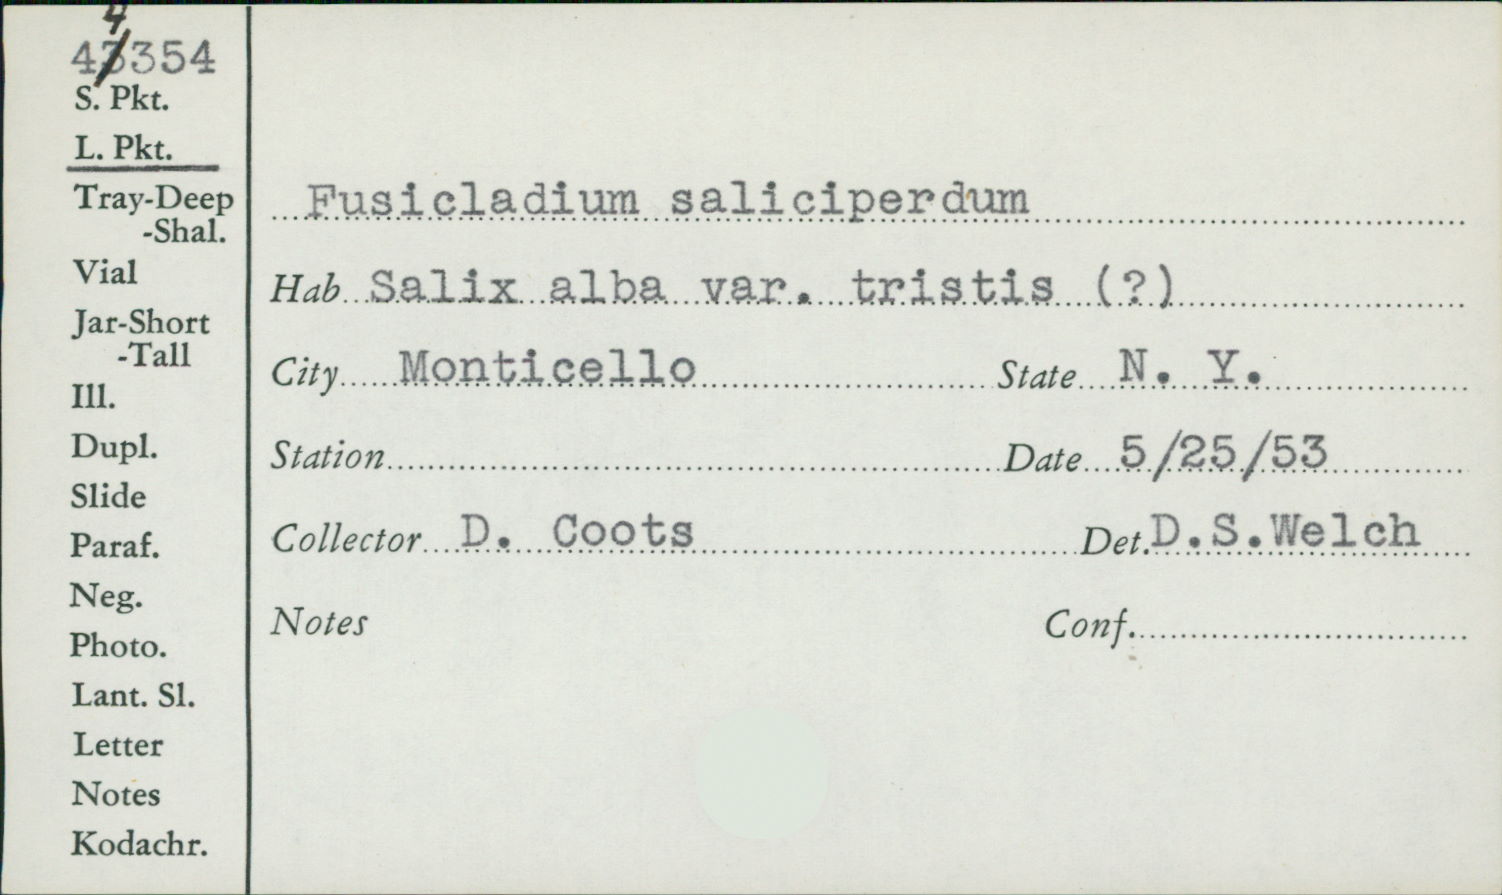 4
43354
S. Pkt.
L. Pkt.
Tray-Deep
-Shal.
Vial
Jar-Short
-Tall
Ill.
Dupl.
Slide
Paraf.
Neg.
Photo.
Lant. Sl.
Letter
Notes
Kodachr.
Fusicladium saliciperdum
Hab Salix alba var. tristis (?)
City Monticello State N. Y.
Station Date 5/25/53
Collector D. Coots Det. D.S.Welch
Notes Conf.